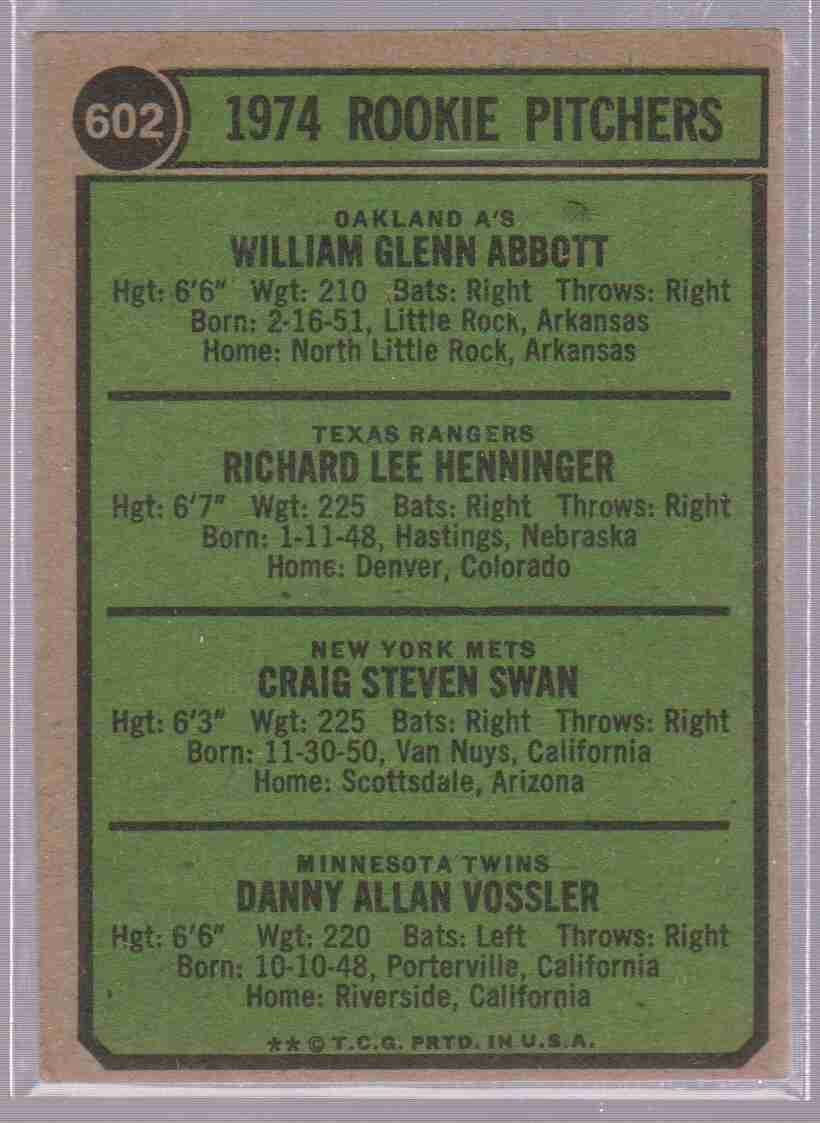 602
1974 ROOKIE PITCHERS
OAKLAND A'S
WILLIAM GLENN ABBOTT
Hgt: 6'6" Wgt: 210 Bats: Right Throws: Right
Born: 2-16-51, Little Rock, Arkansas
Home: North Little Rock, Arkansas
TEXAS RANGERS
RICHARD LEE HENNINGER
Hgt: 6'7" Wgt: 225 Bats: Right Throws: Right
Born: 1-11-48, Hastings, Nebraska
Home: Denver, Colorado
NEW YORK METS
CRAIG STEVEN SWAN
Hgt: 6'3" Wgt: 225 Bats: Right Throws: Right
Born: 11-30-50, Van Nuys, California
Home: Scottsdale, Arizona
MINNESOTA TWINS
DANNY ALLAN VOSSLER
Hgt: 6'6" Wgt: 220 Bats: Left Throws: Right
Born: 10-10-48, Porterville, California
Home: Riverside, California
**© T.C.G. PRTD. IN U.S.A.